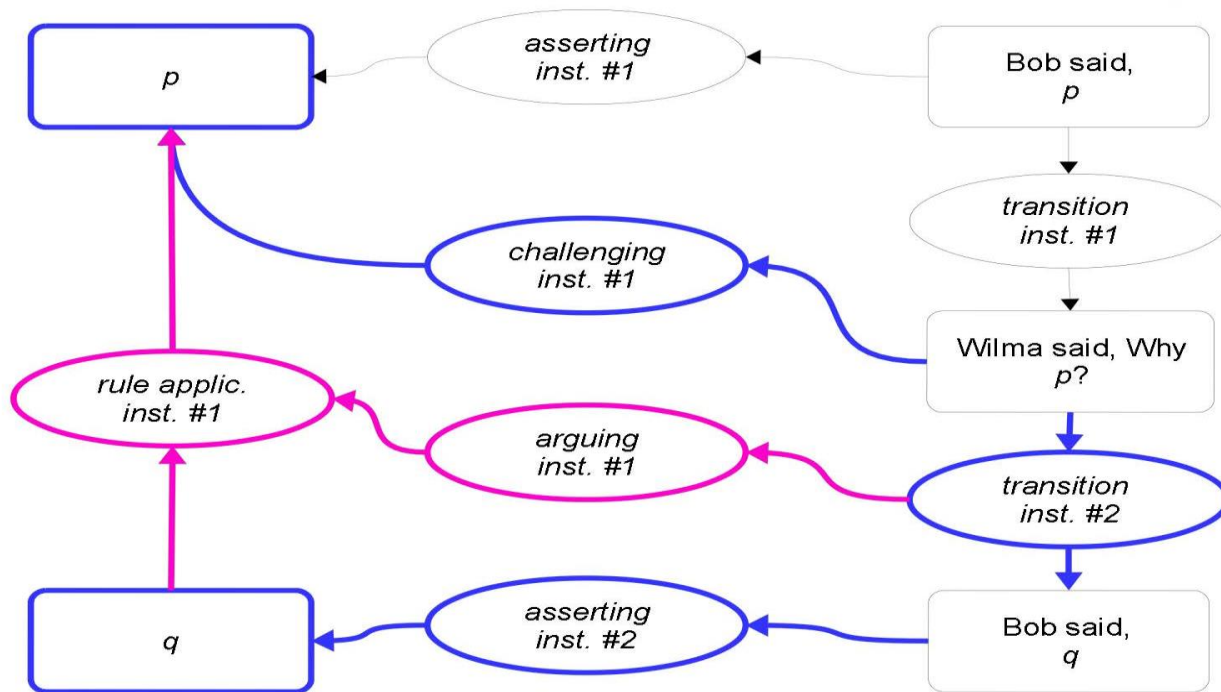 p
asserting
inst. #1
Bob said,
p
transition
inst. #1
challenging
inst. #1
Wilma said, Why
p?
rule applic.
inst. #1
arguing
inst. #1
transition
inst. #2
q
asserting
inst. #2
Bob said,
q